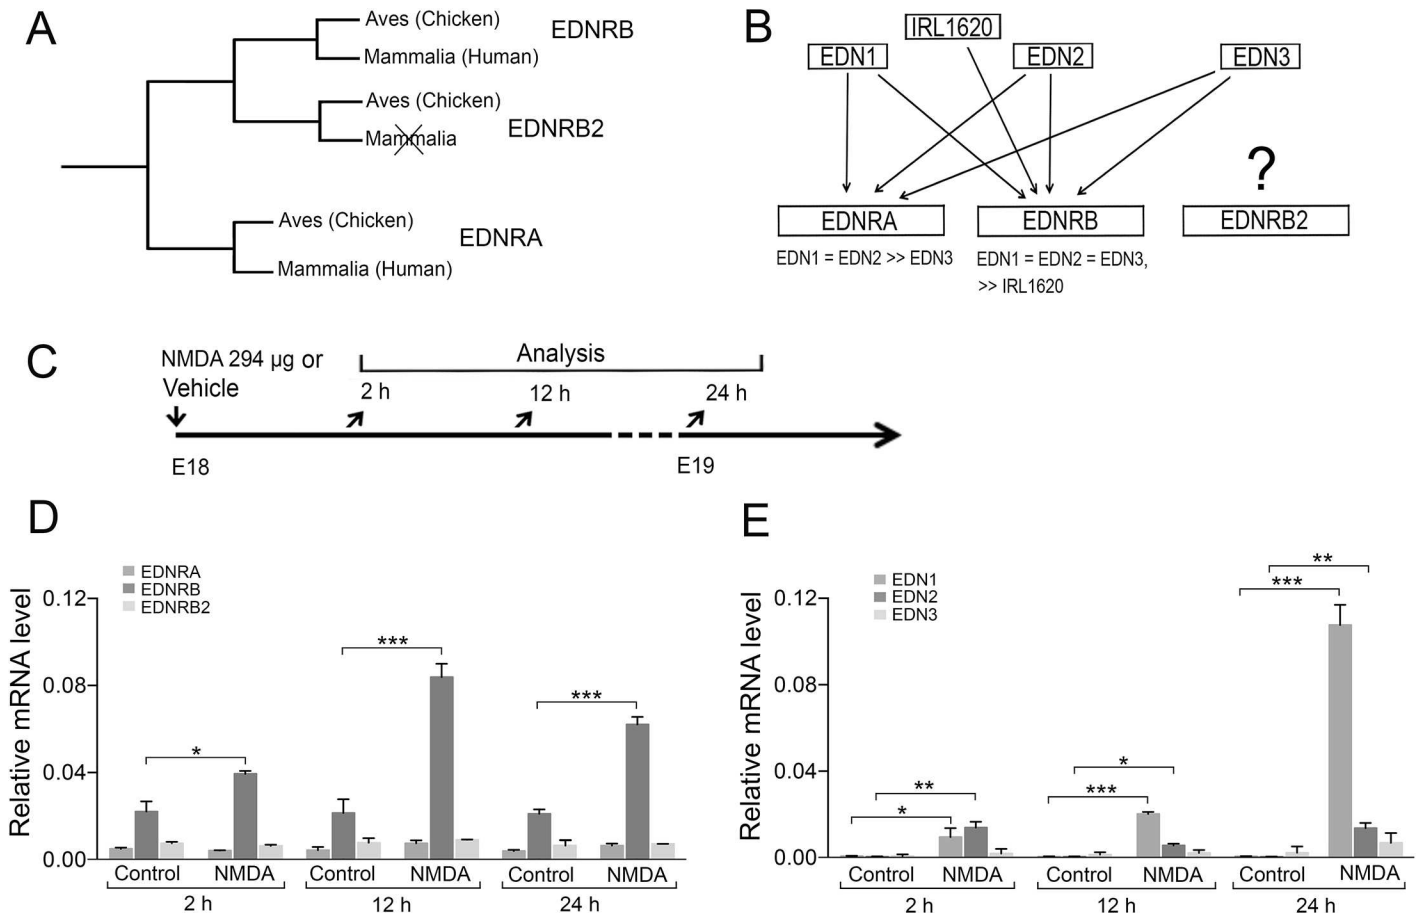 A
Aves (Chicken)
EDNRB
Mammalia (Human)
Aves (Chicken)
EDNRB2
Mammalia
Aves (Chicken)
EDNRA
Mammalia (Human)
B
IRL1620
EDN1
EDN2
EDN3
?
EDNRA
EDNRB
EDNRB2
EDN1 = EDN2 >> EDN3
EDN1 = EDN2 = EDN3,
>> IRL1620
C
NMDA 294 µg or
Vehicle
Analysis
2 h
12 h
24 h
E18
E19
D
EDNRA
EDNRB
EDNRB2
Relative mRNA level
0.12
0.08
0.04
0.00
*
***
***
Control
NMDA
Control
NMDA
Control
NMDA
2 h
12 h
24 h
E
EDN1
EDN2
EDN3
Relative mRNA level
0.12
0.08
0.04
0.00
**
*
*
***
**
***
Control
NMDA
Control
NMDA
Control
NMDA
2 h
12 h
24 h